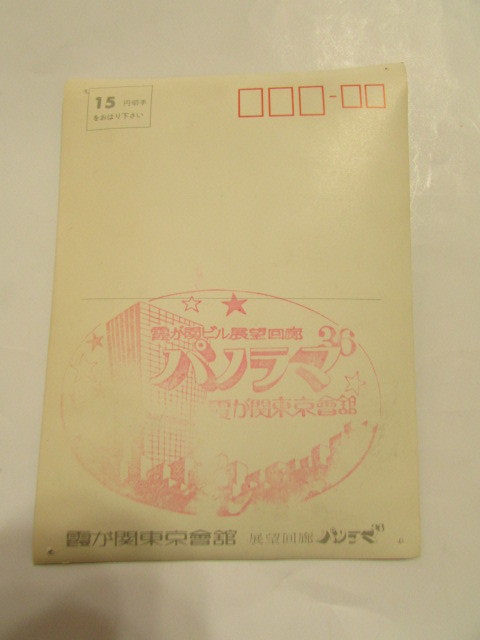 15 円切手
をおはり下さい
霞が関ビル展望回廊
パノラマ36
霞が関東京會舘
霞が関東京會舘 展望回廊 パノラマ36